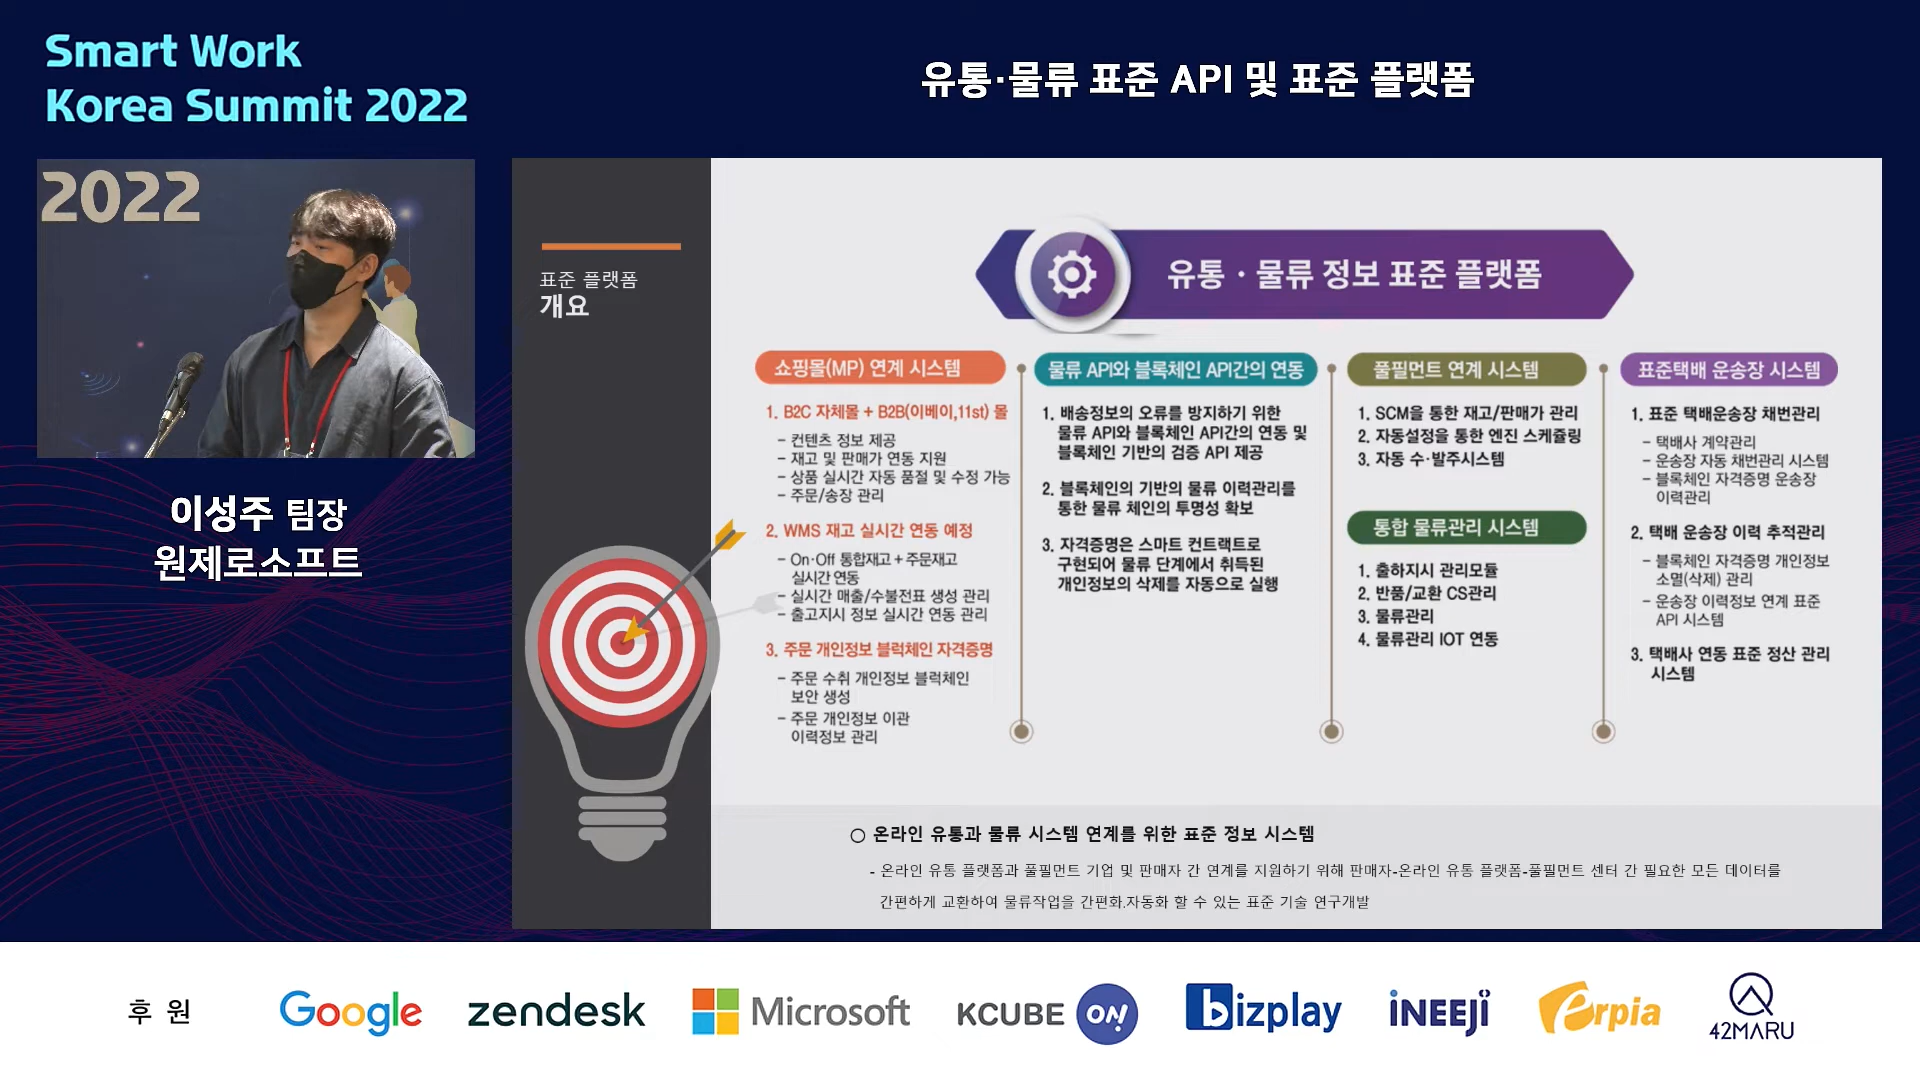 Smart Work
Korea Summit 2022
유통·물류 표준 API 및 표준 플랫폼
2022
이성주 팀장
원제로소프트
표준 플랫폼
개요
유통 · 물류 정보 표준 플랫폼
쇼핑몰(MP) 연계 시스템
1. B2C 자체몰 + B2B(이베이,11st) 몰
– 컨텐츠 정보 제공
– 재고 및 판매가 연동 지원
– 상품 실시간 자동 품절 및 수정 가능
– 주문/송장 관리
2. WMS 재고 실시간 연동 예정
– On·Off 통합재고 + 주문재고
실시간 연동
– 실시간 매출/수불전표 생성 관리
– 출고지시 정보 실시간 연동 관리
3. 주문 개인정보 블럭체인 자격증명
– 주문 수취 개인정보 블럭체인
보안 생성
– 주문 개인정보 이관
이력정보 관리
물류 API와 블록체인 API간의 연동
1. 배송정보의 오류를 방지하기 위한
물류 API와 블록체인 API간의 연동 및
블록체인 기반의 검증 API 제공
2. 블록체인의 기반의 물류 이력관리를
통한 물류 체인의 투명성 확보
3. 자격증명은 스마트 컨트랙트로
구현되어 물류 단계에서 취득된
개인정보의 삭제를 자동으로 실행
풀필먼트 연계 시스템
1. SCM을 통한 재고/판매가 관리
2. 자동설정을 통한 엔진 스케쥴링
3. 자동 수·발주시스템
통합 물류관리 시스템
1. 출하지시 관리모듈
2. 반품/교환 CS관리
3. 물류관리
4. 물류관리 IOT 연동
표준택배 운송장 시스템
1. 표준 택배운송장 채번관리
– 택배사 계약관리
– 운송장 자동 채번관리 시스템
– 블록체인 자격증명 운송장
이력관리
2. 택배 운송장 이력 추적관리
– 블록체인 자격증명 개인정보
소멸(삭제) 관리
– 운송장 이력정보 연계 표준
API 시스템
3. 택배사 연동 표준 정산 관리
시스템
○ 온라인 유통과 물류 시스템 연계를 위한 표준 정보 시스템
- 온라인 유통 플랫폼과 풀필먼트 기업 및 판매자 간 연계를 지원하기 위해 판매자-온라인 유통 플랫폼-풀필먼트 센터 간 필요한 모든 데이터를
간편하게 교환하여 물류작업을 간편화.자동화 할 수 있는 표준 기술 연구개발
후 원
Google
zendesk
Microsoft
KCUBE ON!
bizplay
iNEEJi
erpia
42MARU